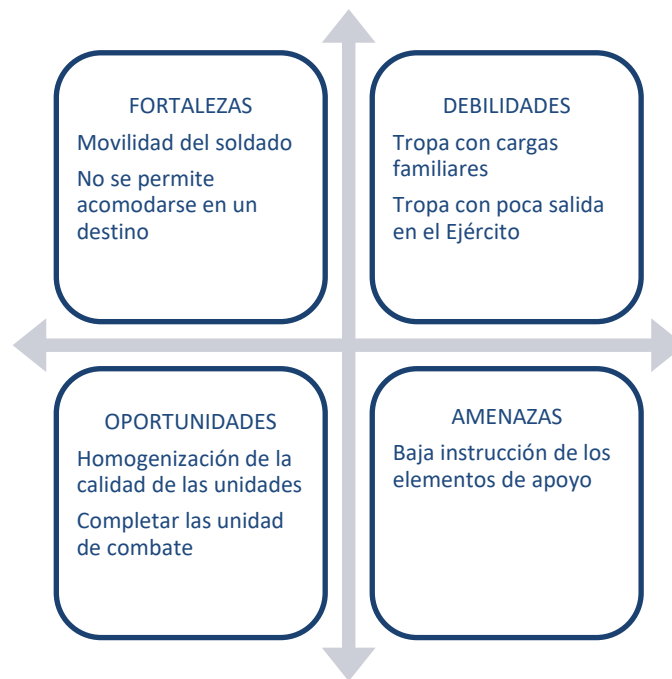 FORTALEZAS
Movilidad del soldado
No se permite
acomodarse en un
destino
DEBILIDADES
Tropa con cargas
familiares
Tropa con poca salida
en el Ejército
OPORTUNIDADES
Homogenización de la
calidad de las unidades
Completar las unidad
de combate
AMENAZAS
Baja instrucción de los
elementos de apoyo